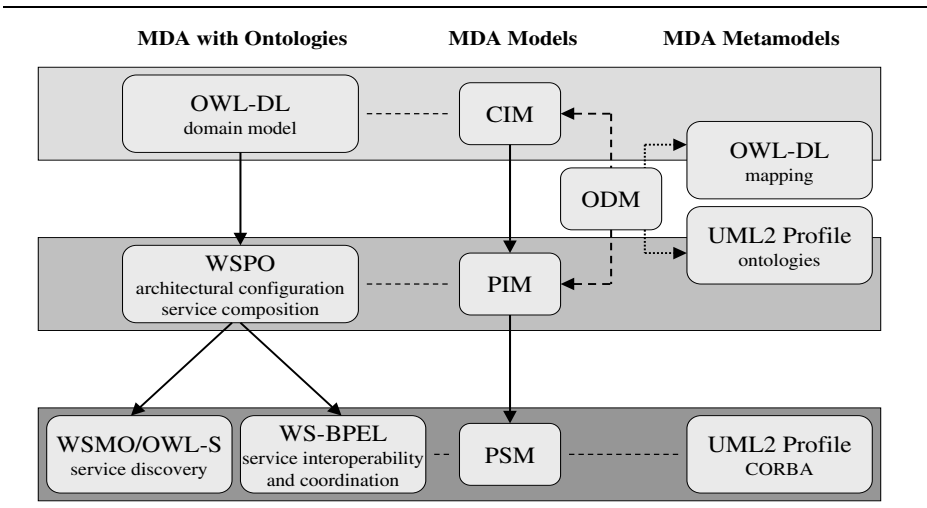 MDA with Ontologies
MDA Models
MDA Metamodels
OWL-DL
domain model
CIM
OWL-DL
mapping
ODM
UML2 Profile
ontologies
WSPO
architectural configuration
service composition
PIM
WSMO/OWL-S
service discovery
WS-BPEL
service interoperability
and coordination
PSM
UML2 Profile
CORBA